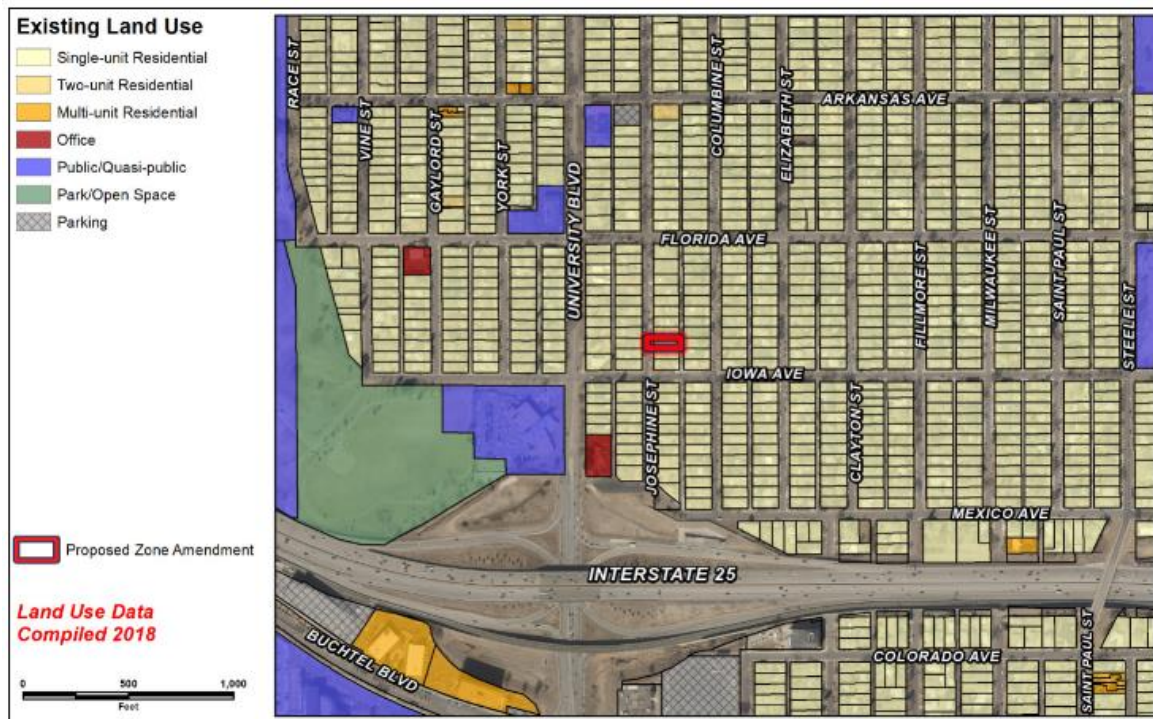 Existing Land Use
Single-unit Residential
Two-unit Residential
Multi-unit Residential
Office
Public/Quasi-public
Park/Open Space
Parking
Proposed Zone Amendment
Land Use Data
Compiled 2018
0 500 1,000
Feet
RACE ST
VINE ST
GAYLORD ST
YORK ST
UNIVERSITY BLVD
COLUMBINE ST
ELIZABETH ST
ARKANSAS AVE
FLORIDA AVE
FILLMORE ST
MILWAUKEE ST
SAINT PAUL ST
STEELE ST
IOWA AVE
JOSEPHINE ST
CLAYTON ST
MEXICO AVE
INTERSTATE 25
BUCHTEL BLVD
COLORADO AVE
SAINT PAUL ST